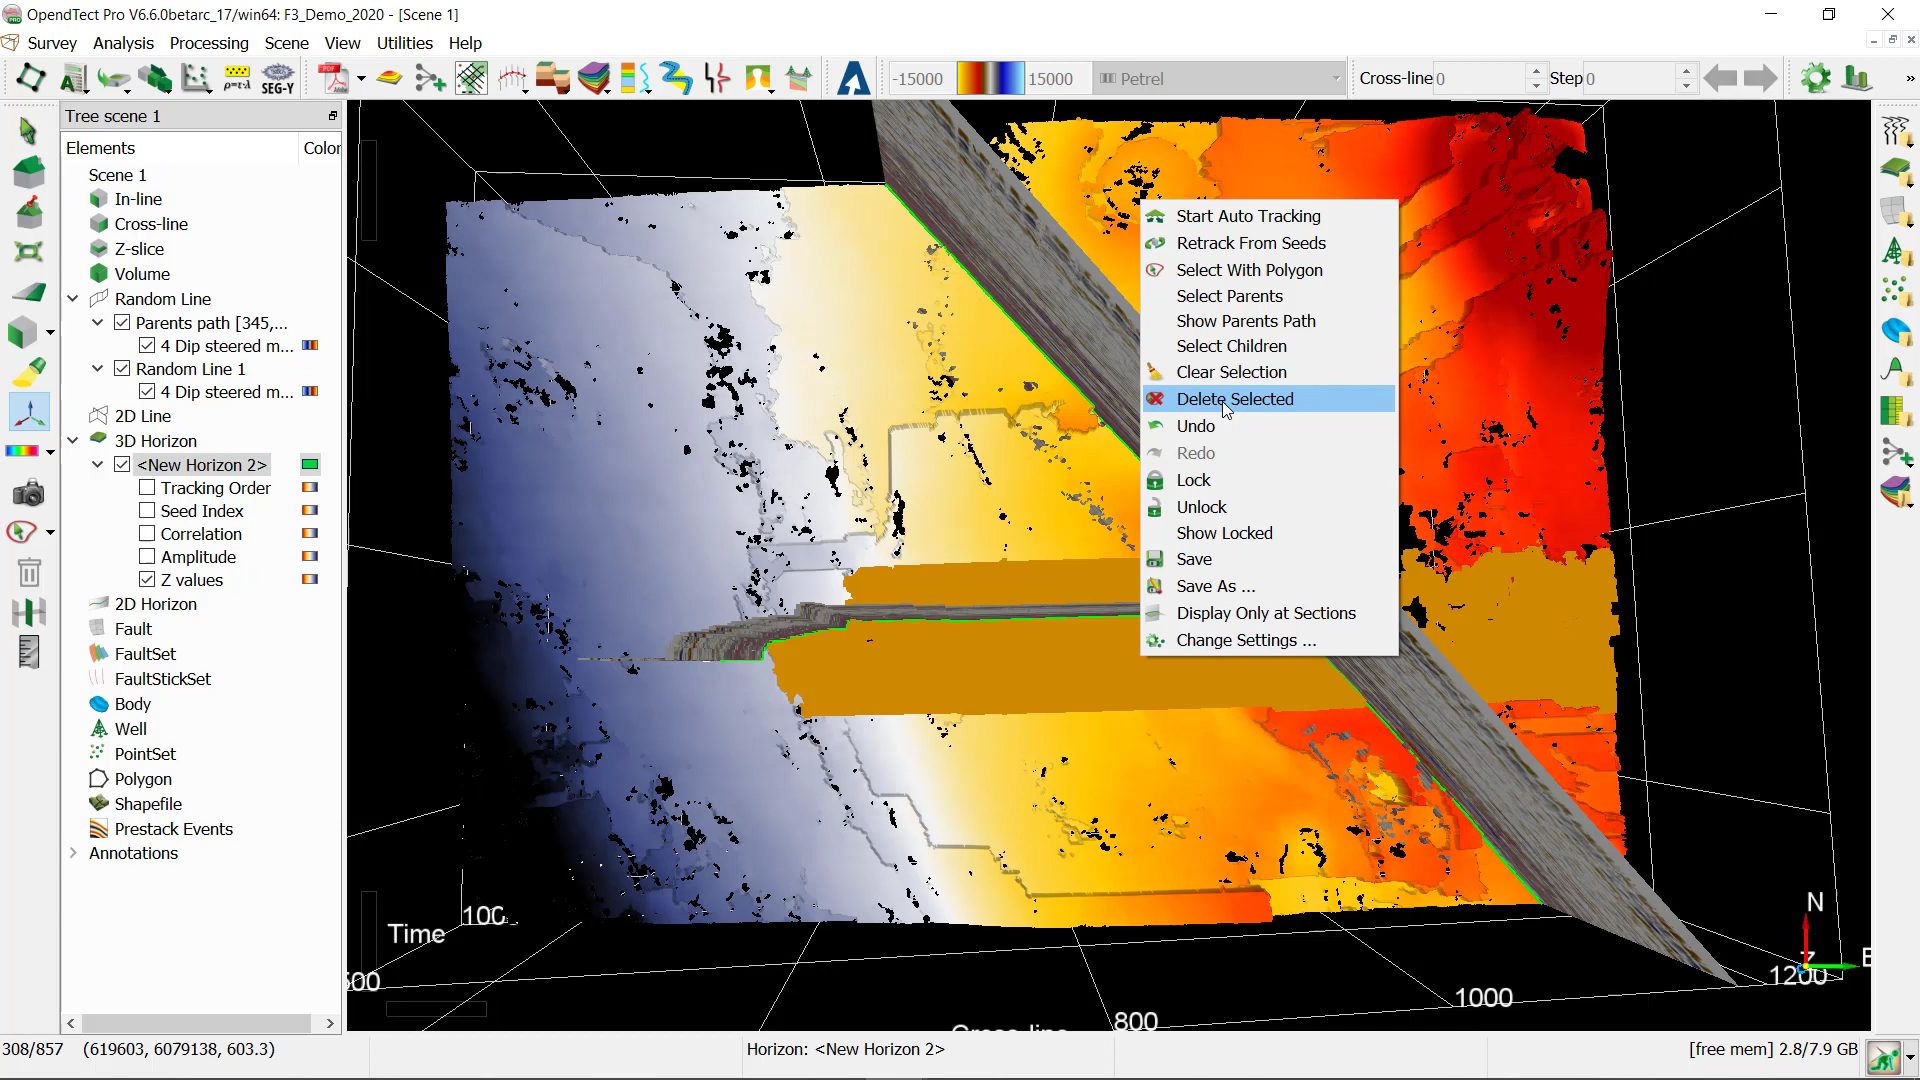 OpendTect Pro V6.6.0betarc_17/win64: F3_Demo_2020 - [Scene 1]
Survey Analysis Processing Scene View Utilities Help
PDF Adobe
ρ=τ⋅λ
SEG-Y
-15000 15000 Petrel Cross-line 0 Step 0 »
Tree scene 1
Elements Color
Scene 1
In-line
Cross-line
Z-slice
Volume
Random Line
Parents path [345,...
4 Dip steered m...
Random Line 1
4 Dip steered m...
2D Line
3D Horizon
<New Horizon 2>
Tracking Order
Seed Index
Correlation
Amplitude
Z values
2D Horizon
Fault
FaultSet
FaultStickSet
Body
Well
PointSet
Polygon
Shapefile
Prestack Events
Annotations
Start Auto Tracking
Retrack From Seeds
Select With Polygon
Select Parents
Show Parents Path
Select Children
Clear Selection
Delete Selected
Undo
Redo
Lock
Unlock
Show Locked
Save
Save As ...
Display Only at Sections
Change Settings ...
Time
100
800
1000
1200
N
Z
E
308/857 (619603, 6079138, 603.3)
Horizon: <New Horizon 2>
[free mem] 2.8/7.9 GB